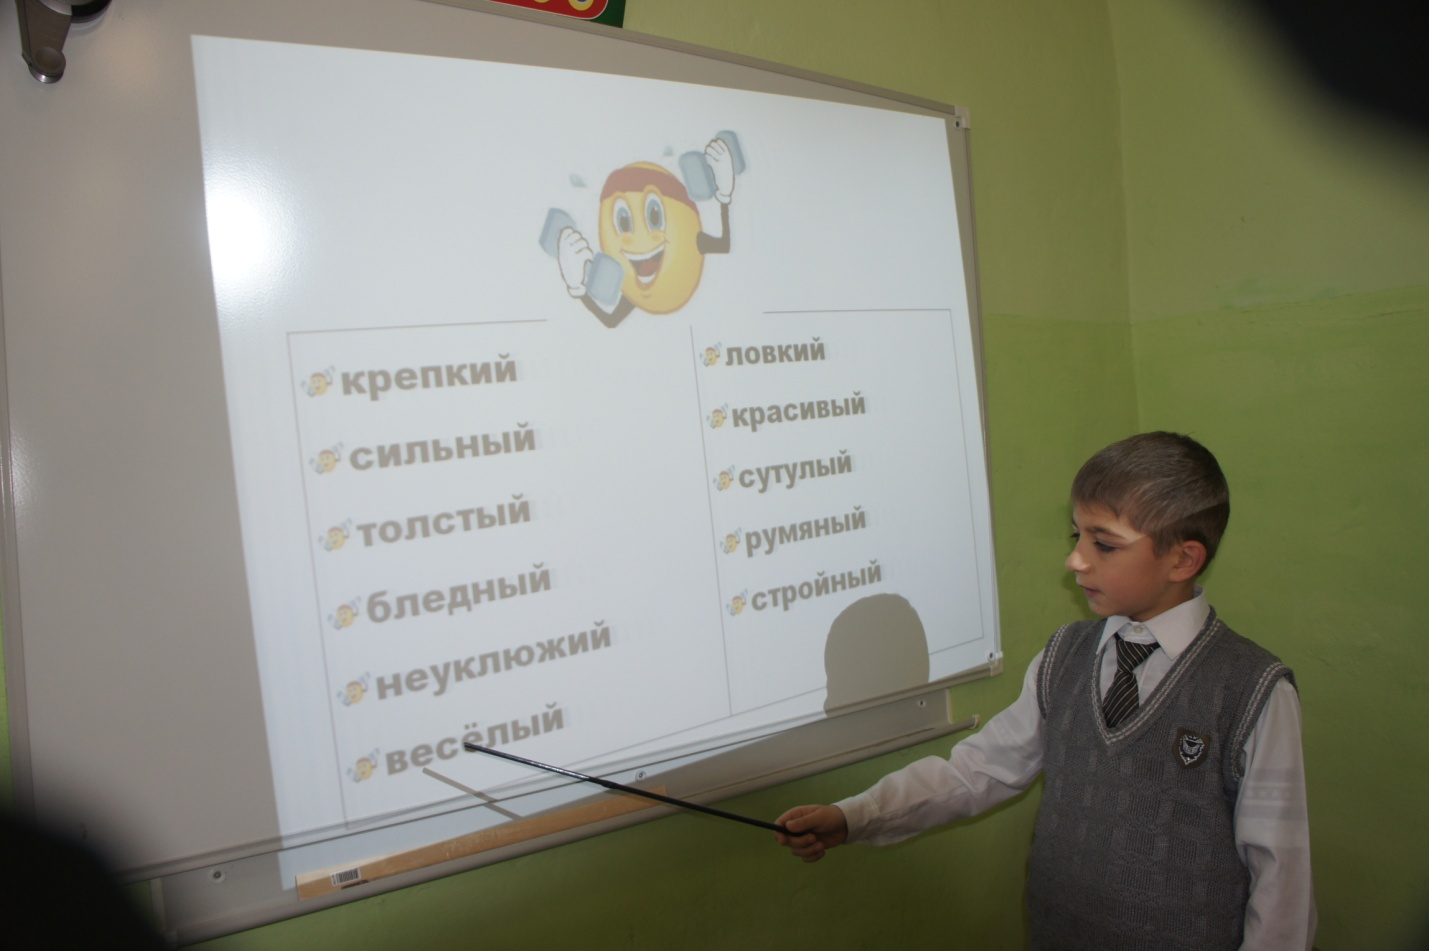 крепкий
сильный
толстый
бледный
неуклюжий
весёлый
ловкий
красивый
сутулый
румяный
стройный